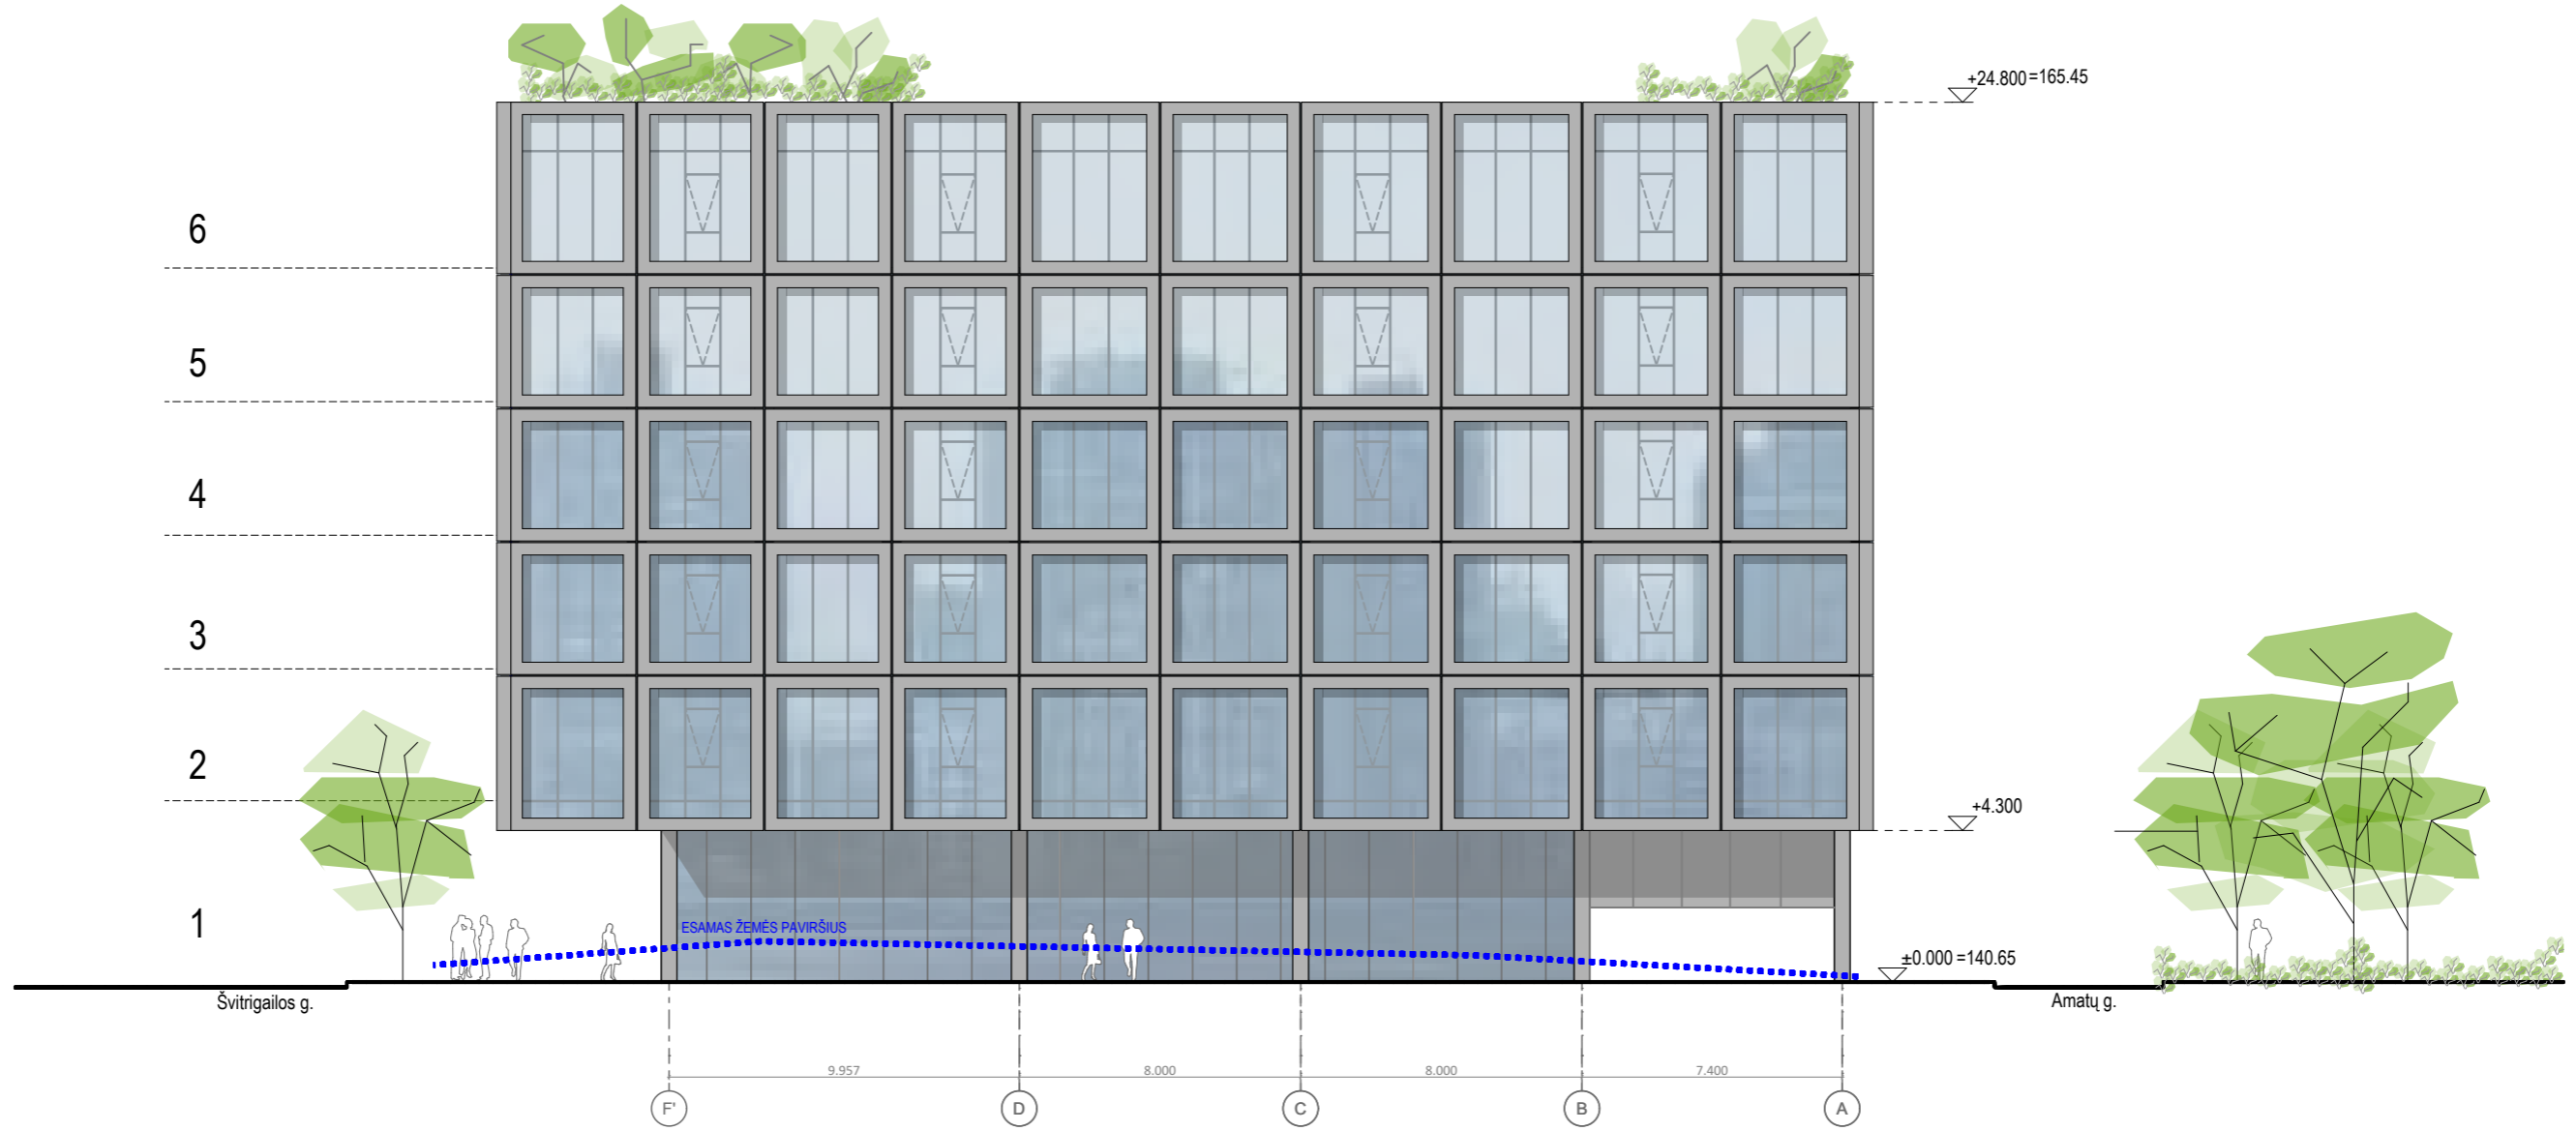 +24.800=165.45
6
5
4
3
2
+4.300
1
ESAMAS ŽEMĖS PAVIRŠIUS
±0.000=140.65
Švitrigailos g.
Amatų g.
9.957
8.000
8.000
7.400
F'
D
C
B
A